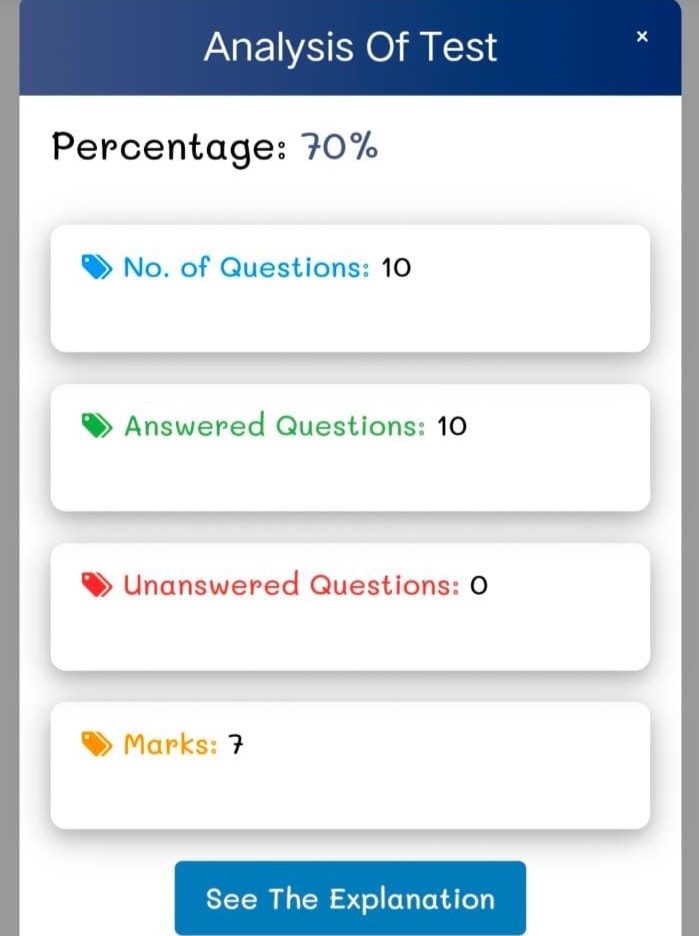 Analysis Of Test
×
Percentage: 70%
No. of Questions: 10
Answered Questions: 10
Unanswered Questions: 0
Marks: 7
See The Explanation